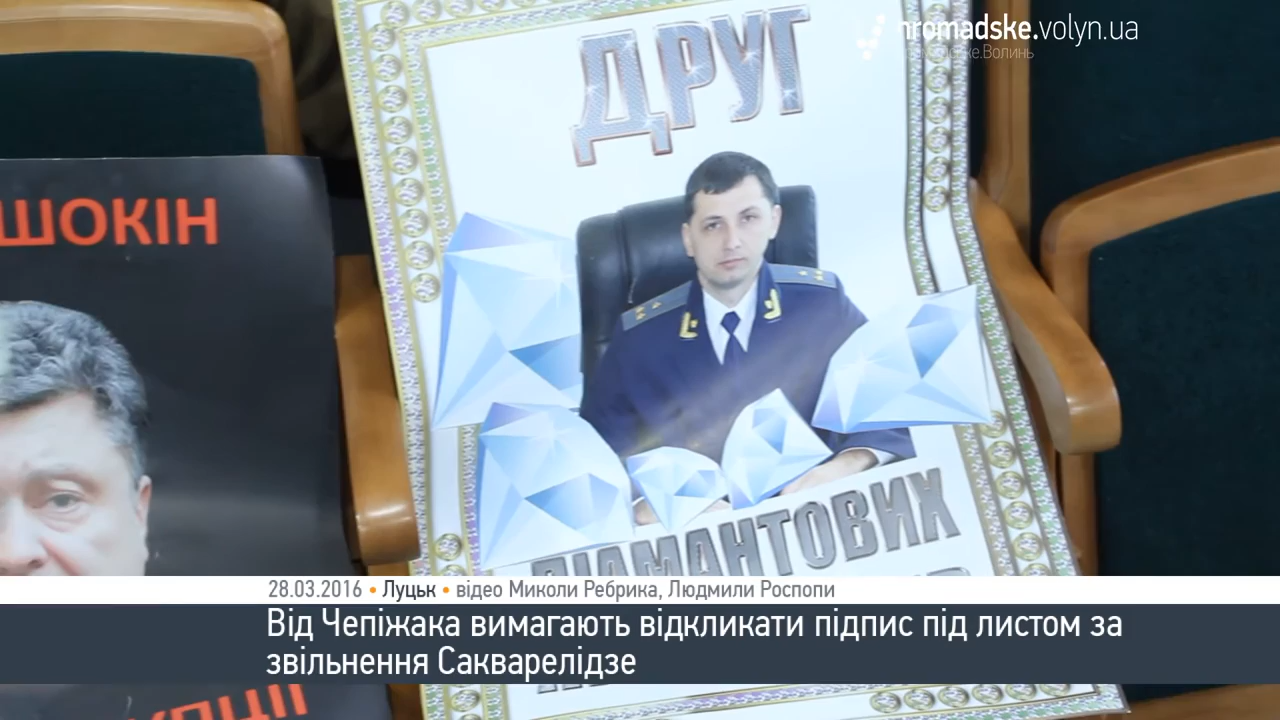 hromadske.volyn.ua
ДРУГ
ШОКІН
ДІАМАНТОВИХ
28.03.2016 • Луцьк • відео Миколи Ребрика, Людмили Роспопи
Від Чепіжака вимагають відкликати підпис під листом за
звільнення Сакварелідзе